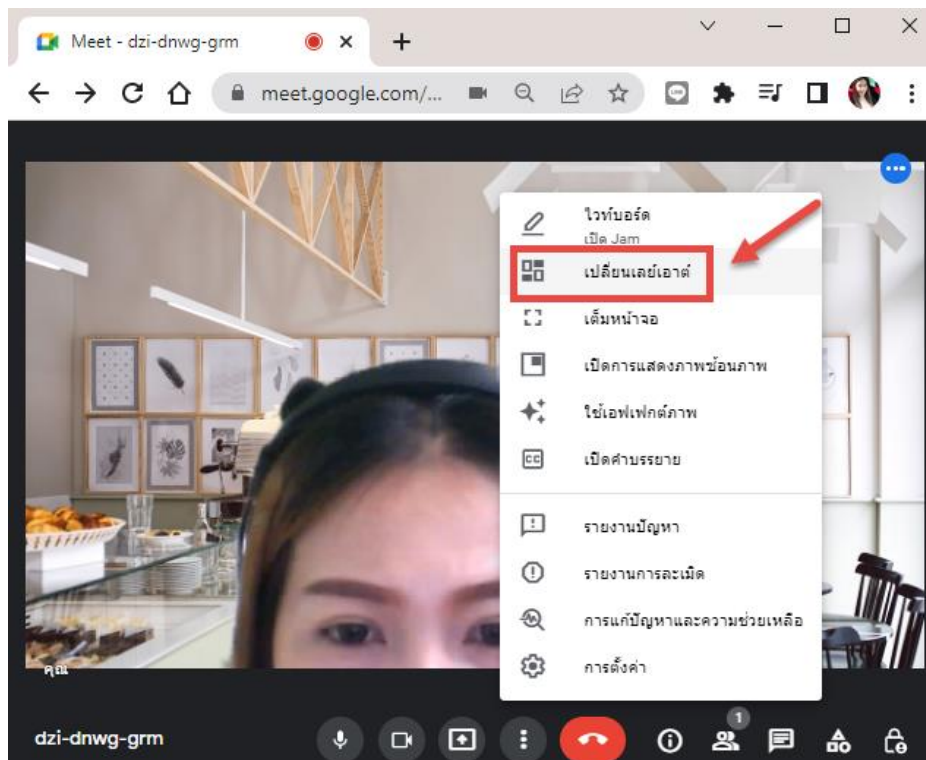 Meet - dzi-dnwg-grm
meet.google.com/...
ไวท์บอร์ด
เปิด Jam
เปลี่ยนเลย์เอาต์
เต็มหน้าจอ
เปิดการแสดงภาพซ้อนภาพ
ใช้เอฟเฟกต์ภาพ
CC
เปิดคำบรรยาย
รายงานปัญหา
รายงานการละเมิด
การแก้ปัญหาและความช่วยเหลือ
การตั้งค่า
คุณ
dzi-dnwg-grm
1